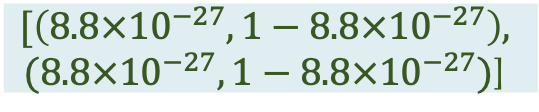 [(8.8×10⁻²⁷, 1 − 8.8×10⁻²⁷),
(8.8×10⁻²⁷, 1 − 8.8×10⁻²⁷)]